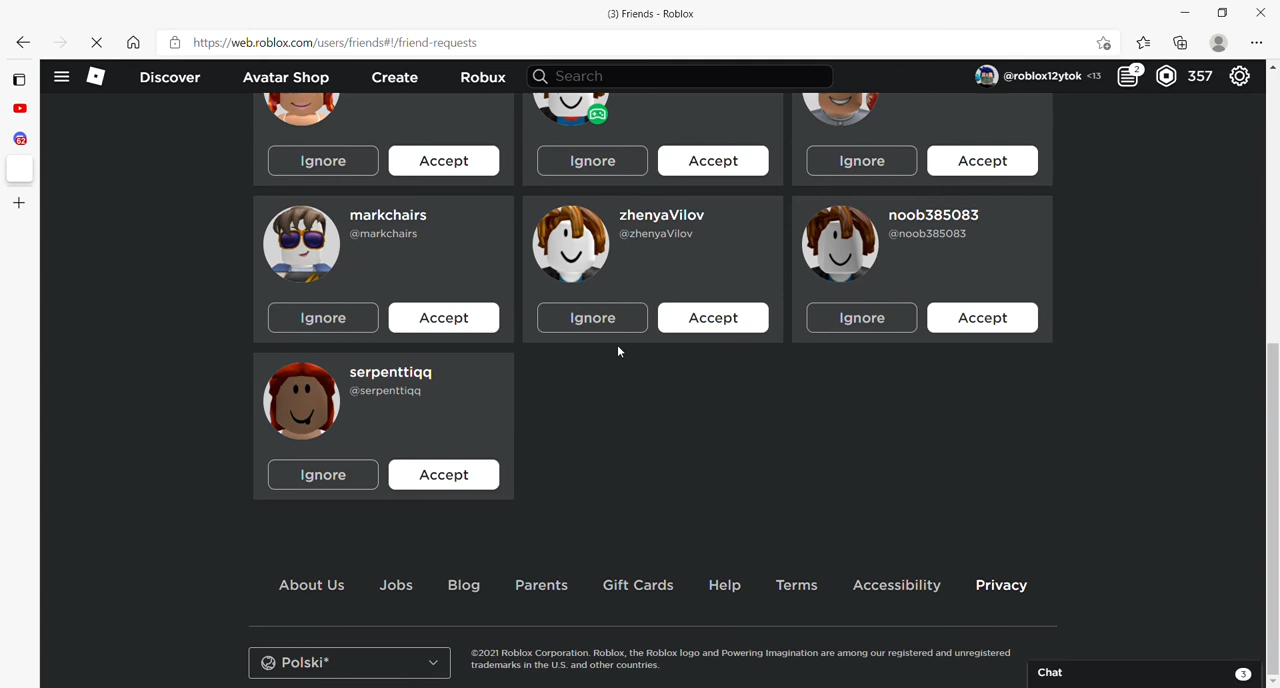 (3) Friends - Roblox
https://web.roblox.com/users/friends#!/friend-requests
62
Discover
Avatar Shop
Create
Robux
Search
@roblox12ytok <13
2
357
Ignore
Accept
Ignore
Accept
Ignore
Accept
markchairs
@markchairs
Ignore
Accept
zhenyaVilov
@zhenyaVilov
Ignore
Accept
noob385083
@noob385083
Ignore
Accept
serpenttiqq
@serpenttiqq
Ignore
Accept
About Us
Jobs
Blog
Parents
Gift Cards
Help
Terms
Accessibility
Privacy
Polski*
©2021 Roblox Corporation. Roblox, the Roblox logo and Powering Imagination are among our registered and unregistered
trademarks in the U.S. and other countries.
Chat
3